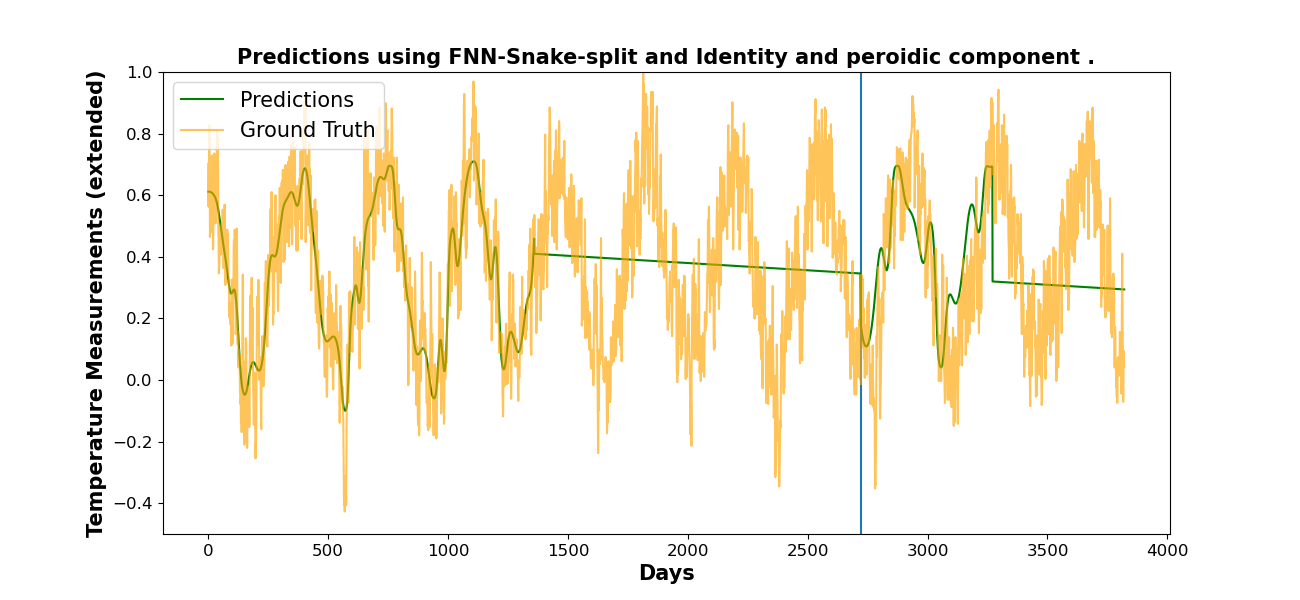 Predictions using FNN-Snake-split and Identity and peroidic component .
Temperature Measurements (extended)
1.0
0.8
0.6
0.4
0.2
0.0
−0.2
−0.4
Predictions
Ground Truth
0 500 1000 1500 2000 2500 3000 3500 4000
Days